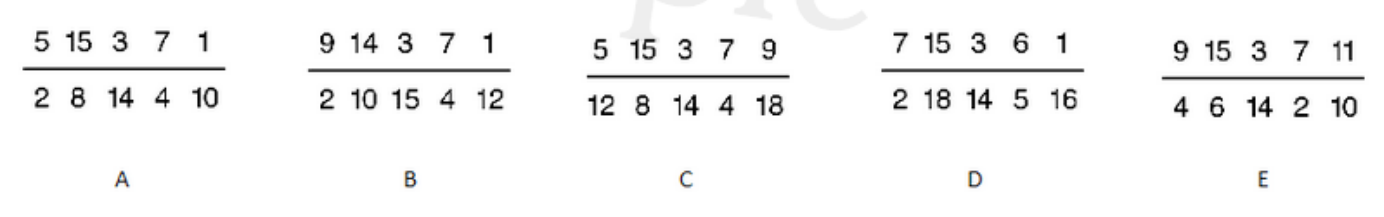 5 15 3 7 1
2 8 14 4 10
A
9 14 3 7 1
2 10 15 4 12
B
5 15 3 7 9
12 8 14 4 18
C
7 15 3 6 1
2 18 14 5 16
D
9 15 3 7 11
4 6 14 2 10
E